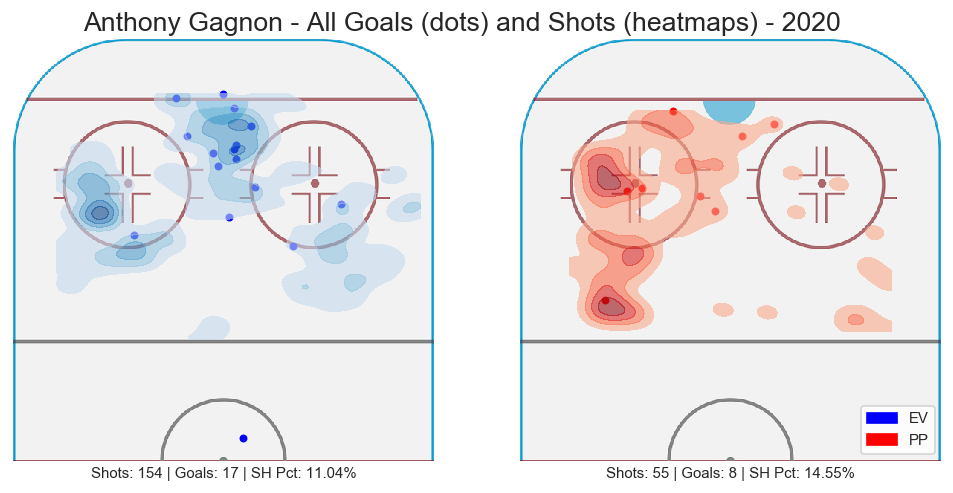 Anthony Gagnon - All Goals (dots) and Shots (heatmaps) - 2020
EV
PP
Shots: 154 | Goals: 17 | SH Pct: 11.04%
Shots: 55 | Goals: 8 | SH Pct: 14.55%